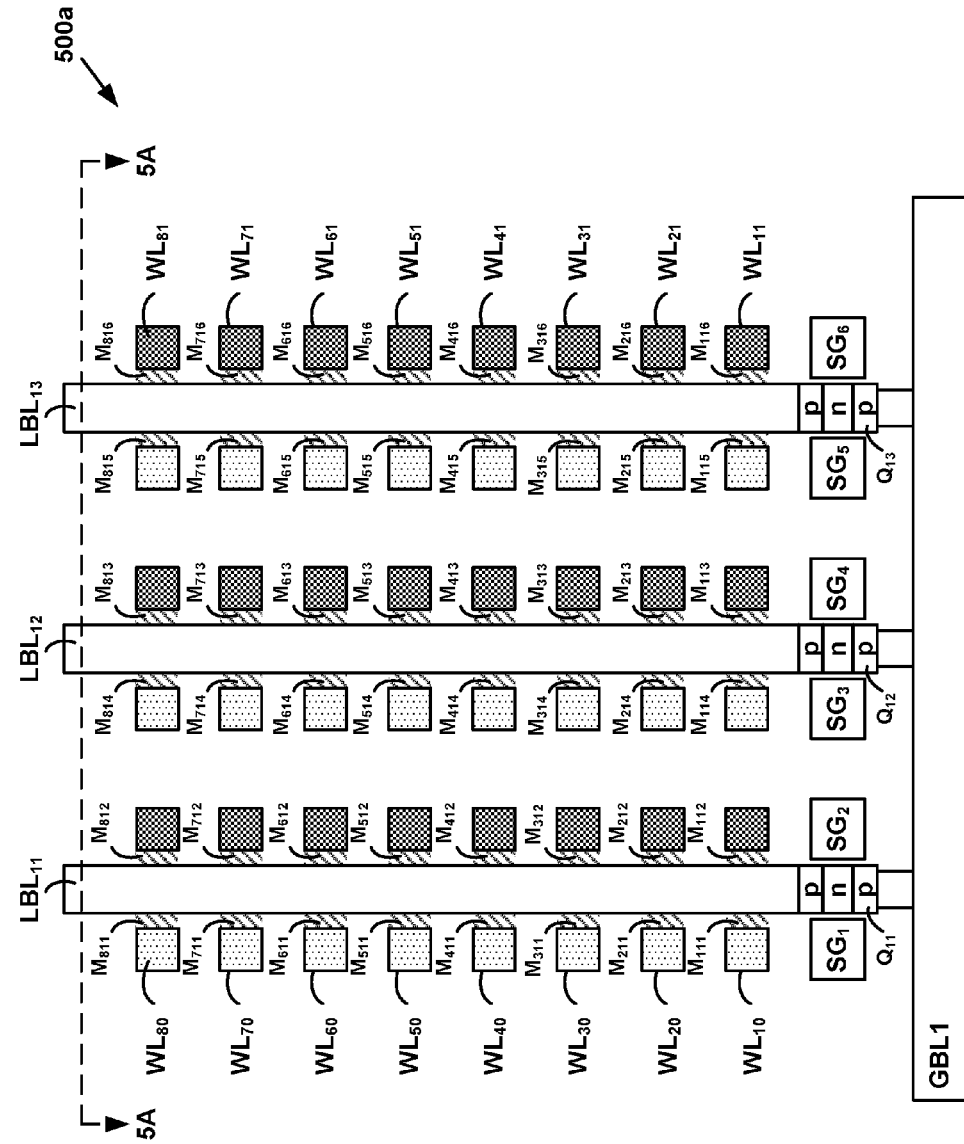 500a
5A
5A
LBL11
LBL12
LBL13
M811 M812 M814 M813 M815 M816
WL80 WL81
M711 M712 M714 M713 M715 M716
WL70 WL71
M611 M612 M614 M613 M615 M616
WL60 WL61
M511 M512 M514 M513 M515 M516
WL50 WL51
M411 M412 M414 M413 M415 M416
WL40 WL41
M311 M312 M314 M313 M315 M316
WL30 WL31
M211 M212 M214 M213 M215 M216
WL20 WL21
M111 M112 M114 M113 M115 M116
WL10 WL11
p p p
SG1 n SG2 SG3 n SG4 SG5 n SG6
p p p
Q11 Q12 Q13
GBL1